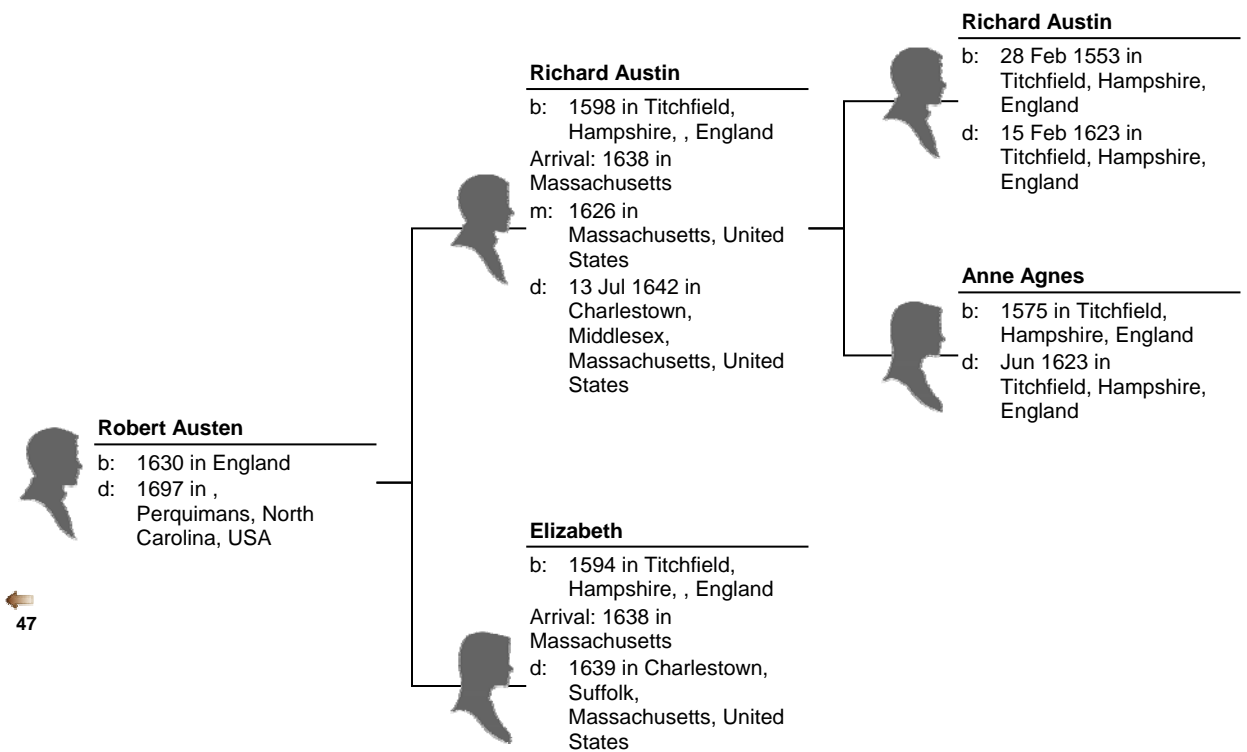 Richard Austin
b: 28 Feb 1553 in
Titchfield, Hampshire,
England
d: 15 Feb 1623 in
Titchfield, Hampshire,
England
Richard Austin
b: 1598 in Titchfield,
Hampshire, , England
Arrival: 1638 in
Massachusetts
m: 1626 in
Massachusetts, United
States
d: 13 Jul 1642 in
Charlestown,
Middlesex,
Massachusetts, United
States
Anne Agnes
b: 1575 in Titchfield,
Hampshire, England
d: Jun 1623 in
Titchfield, Hampshire,
England
Robert Austen
b: 1630 in England
d: 1697 in ,
Perquimans, North
Carolina, USA
Elizabeth
b: 1594 in Titchfield,
Hampshire, , England
Arrival: 1638 in
Massachusetts
d: 1639 in Charlestown,
Suffolk,
Massachusetts, United
States
47